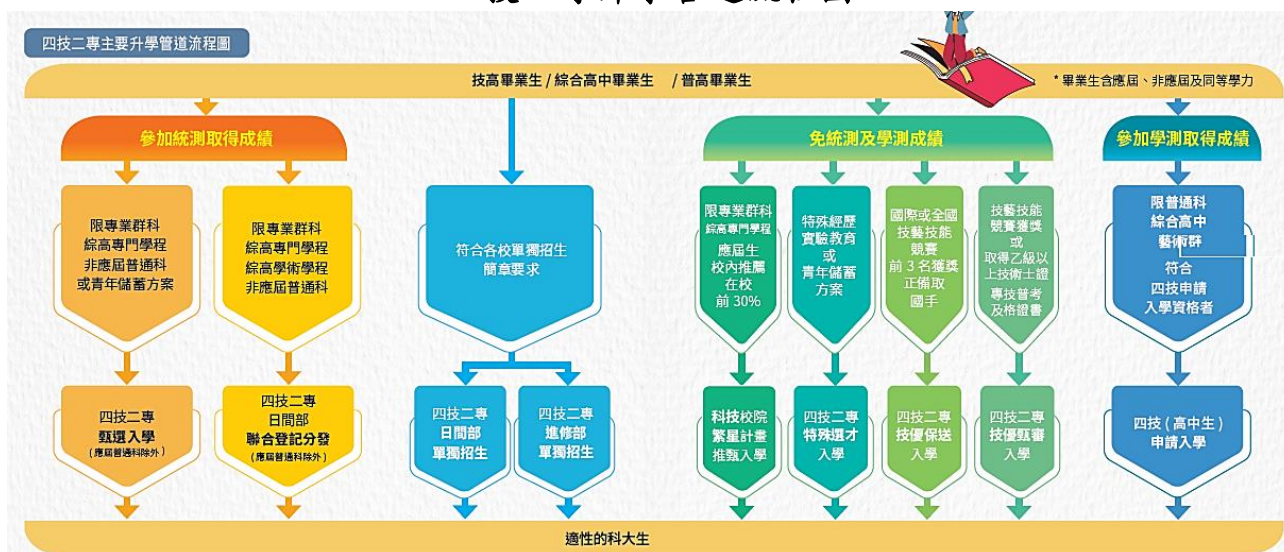 四技二專主要升學管道流程圖
技高畢業生 / 綜合高中畢業生 / 普高畢業生
* 畢業生含應屆、非應屆及同等學力
參加統測取得成績
限專業群科
綜高專門學程
非應屆普通科
或青年儲蓄方案
四技二專
甄選入學
(應屆普通科除外)
限專業群科
綜高專門學程
綜高學術學程
非應屆普通科
四技二專
日間部
聯合登記分發
(應屆普通科除外)
符合各校單獨招生
簡章要求
四技二專
日間部
單獨招生
四技二專
進修部
單獨招生
免統測及學測成績
限專業群科
綜高專門學程
應屆生
校內推薦
在校
前 30%
科技校院
繁星計畫
推甄入學
特殊經歷
實驗教育
或
青年儲蓄
方案
四技二專
特殊選才
入學
國際或全國
技藝技能
競賽
前 3 名獲獎
正備取
國手
四技二專
技優保送
入學
技藝技能
競賽獲獎
或
取得乙級以
上技術士證
專技普考
及格證書
四技二專
技優甄審
入學
參加學測取得成績
限普通科
綜合高中
藝術群
符合
四技申請
入學資格者
四技 ( 高中生 )
申請入學
適性的科大生